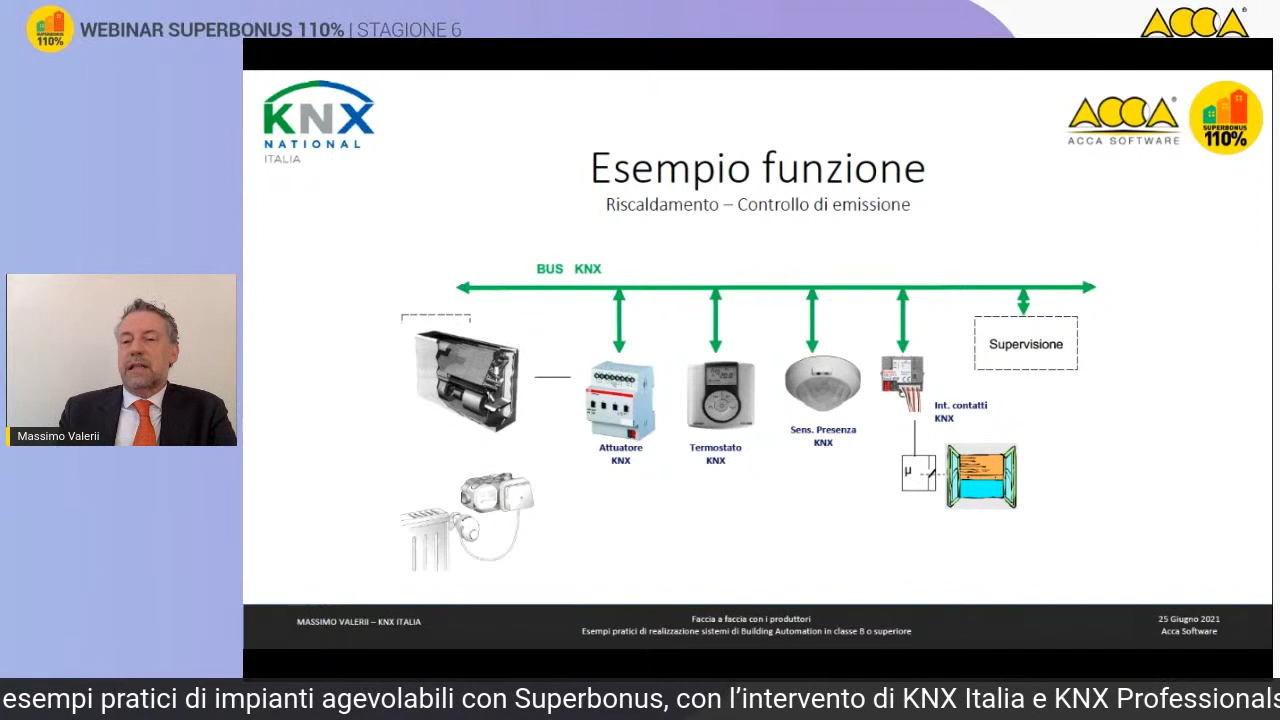 SUPERBONUS
110%
WEBINAR SUPERBONUS 110% | STAGIONE 6
ACCA
®
KNX
NATIONAL
ITALIA
ACCA
®
ACCA SOFTWARE
SUPERBONUS
110%
Esempio funzione
Riscaldamento – Controllo di emissione
BUS KNX
Supervisione
Int. contatti
KNX
Sens. Presenza
KNX
Attuatore
KNX
Termostato
KNX
µ
Massimo Valerii
MASSIMO VALERII – KNX ITALIA
Faccia a faccia con i produttori
Esempi pratici di realizzazione sistemi di Building Automation in classe B o superiore
25 Giugno 2021
Acca Software
esempi pratici di impianti agevolabili con Superbonus, con l’intervento di KNX Italia e KNX Professionals